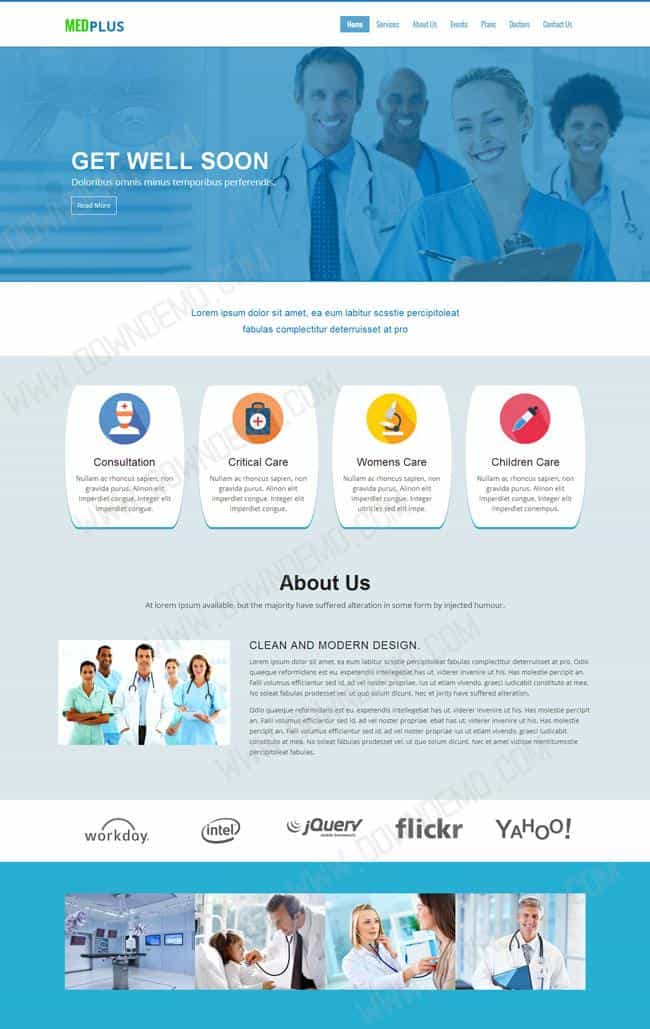 MEDPLUS
Home Services About Us Events Plans Doctors Contact Us
GET WELL SOON
Doloribus omnis minus temporibus perferendis.
Read More
Lorem ipsum dolor sit amet, ea eum labitur scsstie percipitoleat
fabulas complectitur deterruisset at pro
Consultation
Nullam ac rhoncus sapien, non
gravida purus. Alinon elit
imperdiet congue. Integer elit
imperdiet congue.
Critical Care
Nullam ac rhoncus sapien, non
gravida purus. Alinon elit
imperdiet congue. Integer elit
imperdiet congue.
Womens Care
Nullam ac rhoncus sapien, non
gravida purus. Alinon elit
imperdiet congue. Integer
ultricies sed elit impe.
Children Care
Nullam ac rhoncus sapien, non
gravida purus. Alinon elit
imperdiet congue. Integer elit
imperdiet conempus.
About Us
At lorem Ipsum available, but the majority have suffered alteration in some form by injected humour.
CLEAN AND MODERN DESIGN.
Lorem ipsum dolor sit amet, ea eum labitur scsstie percipitoleat fabulas complectitur deterruisset at pro. Odio
quaeque reformidans est eu, expetendis intellegebat has ut, viderer invenire ut his. Has molestie percipit an.
Falli volumus efficiantur sed id, ad vel noster propriae. Ius ut etiam vivendo, graeci iudicabit constituto at mea.
No soleat fabulas prodesset vel, ut quo solum dicunt. Nec et jority have suffered alteration.
Odio quaeque reformidans est eu, expetendis intellegebat has ut, viderer invenire ut his. Has molestie percipit
an. Falli volumus efficiantur sed id, ad vel noster propriae. ebat has ut, viderer invenire ut his. Has molestie
percipit an. Falli volumus efficiantur sed id, ad vel noster propriae. Ius ut etiam vivendo, graeci iudicabit
constituto at mea. No soleat fabulas prodesset vel, ut quo solum dicunt. Nec et amet vidisse mentitumsstie
percipitoleat fabulas.
workday. intel jQuery mobile framework flickr YAHOO!
WWW.DOWNDEMO.COM